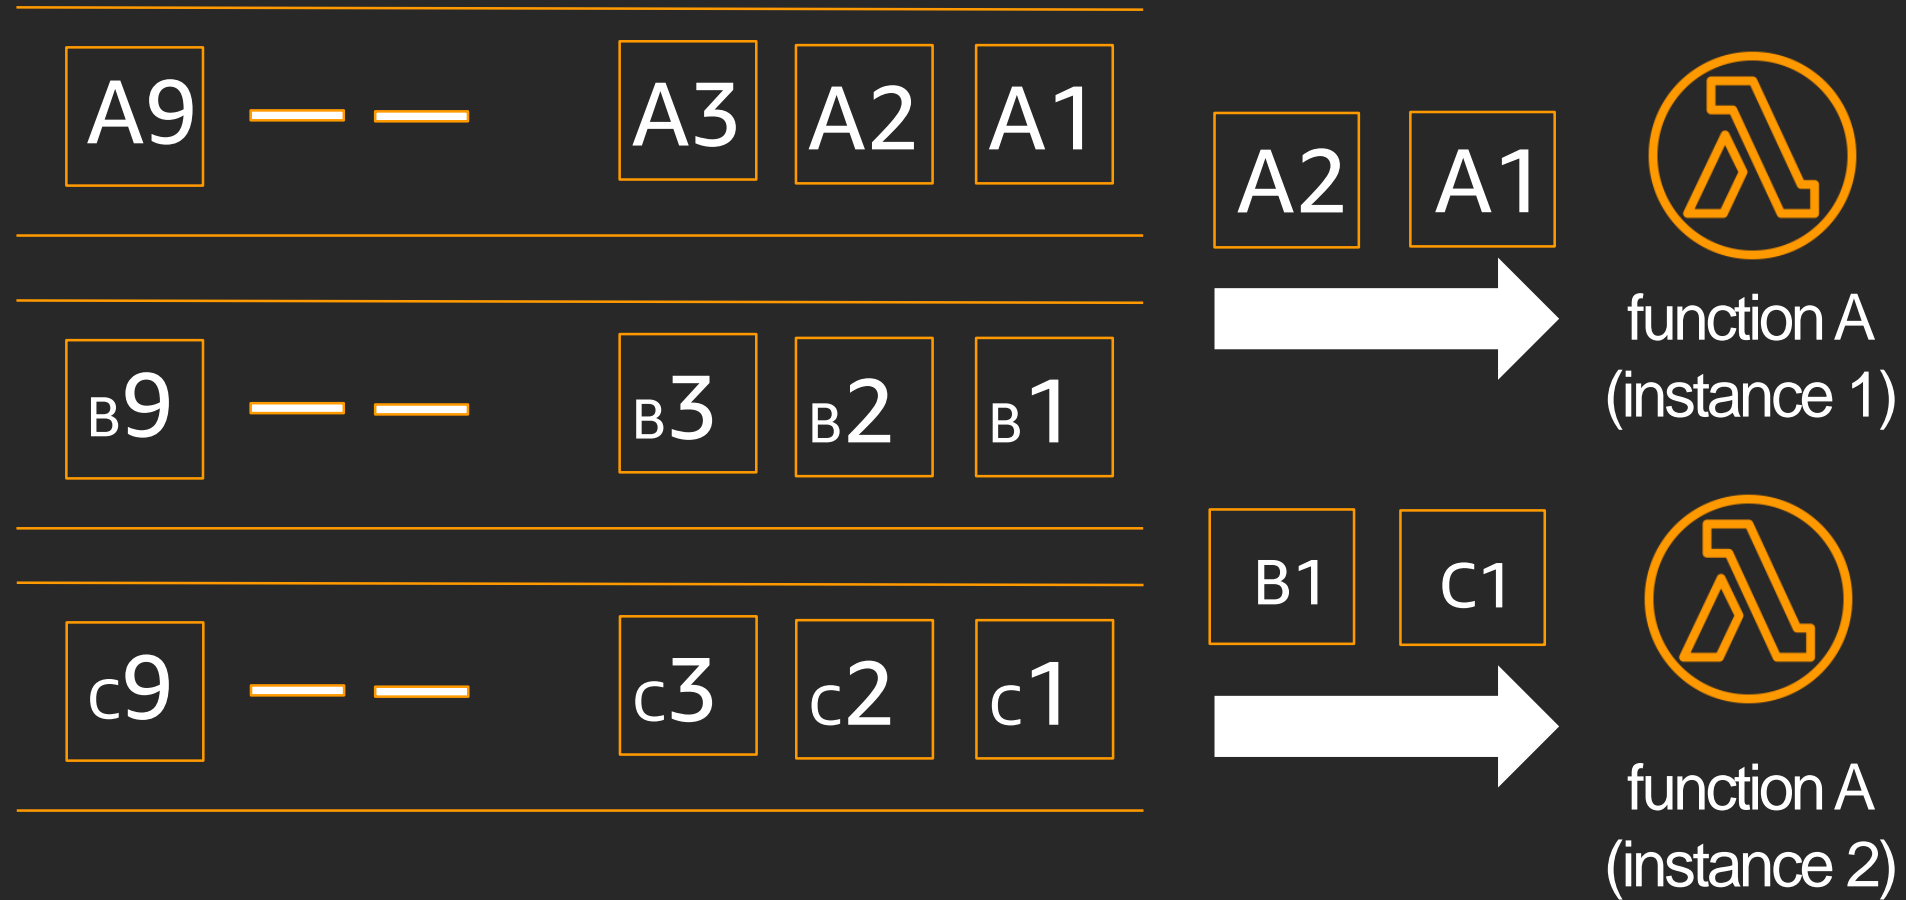 A9 A3 A2 A1
A2 A1
function A
(instance 1)
B9 B3 B2 B1
B1 C1
C9 C3 C2 C1
function A
(instance 2)